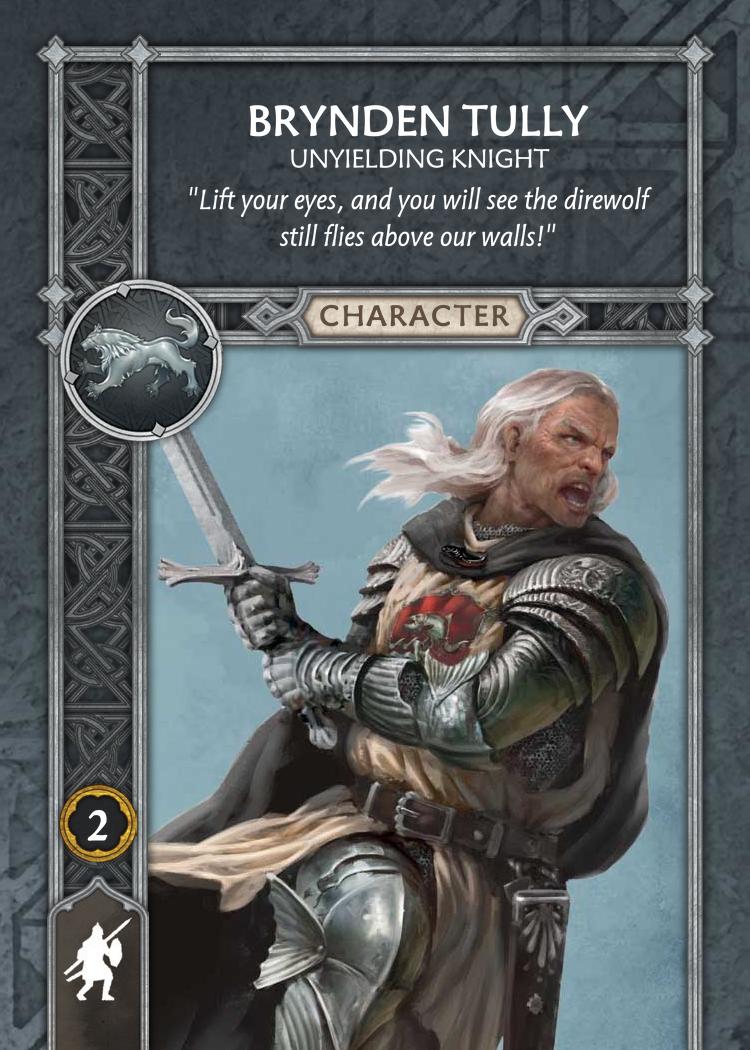 BRYNDEN TULLY
UNYIELDING KNIGHT
"Lift your eyes, and you will see the direwolf
still flies above our walls!"
CHARACTER
2